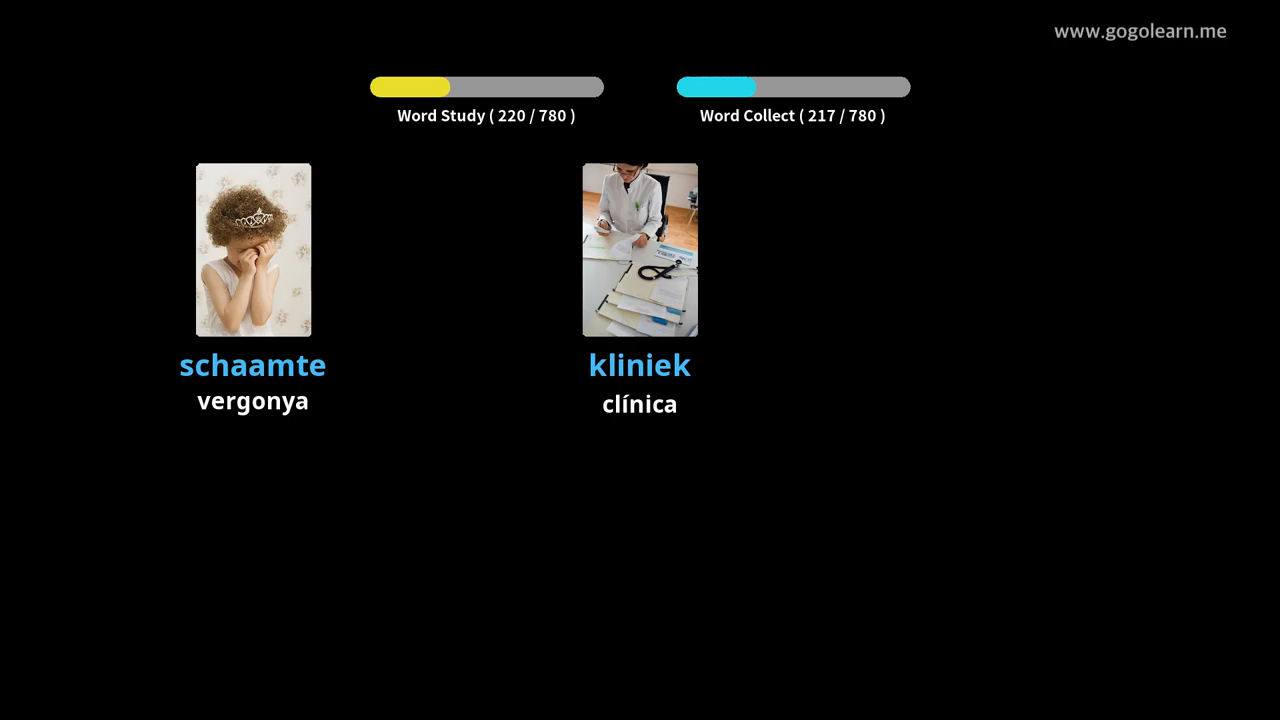 www.gogolearn.me
Word Study ( 220 / 780 )
Word Collect ( 217 / 780 )
schaamte
vergonya
kliniek
clínica